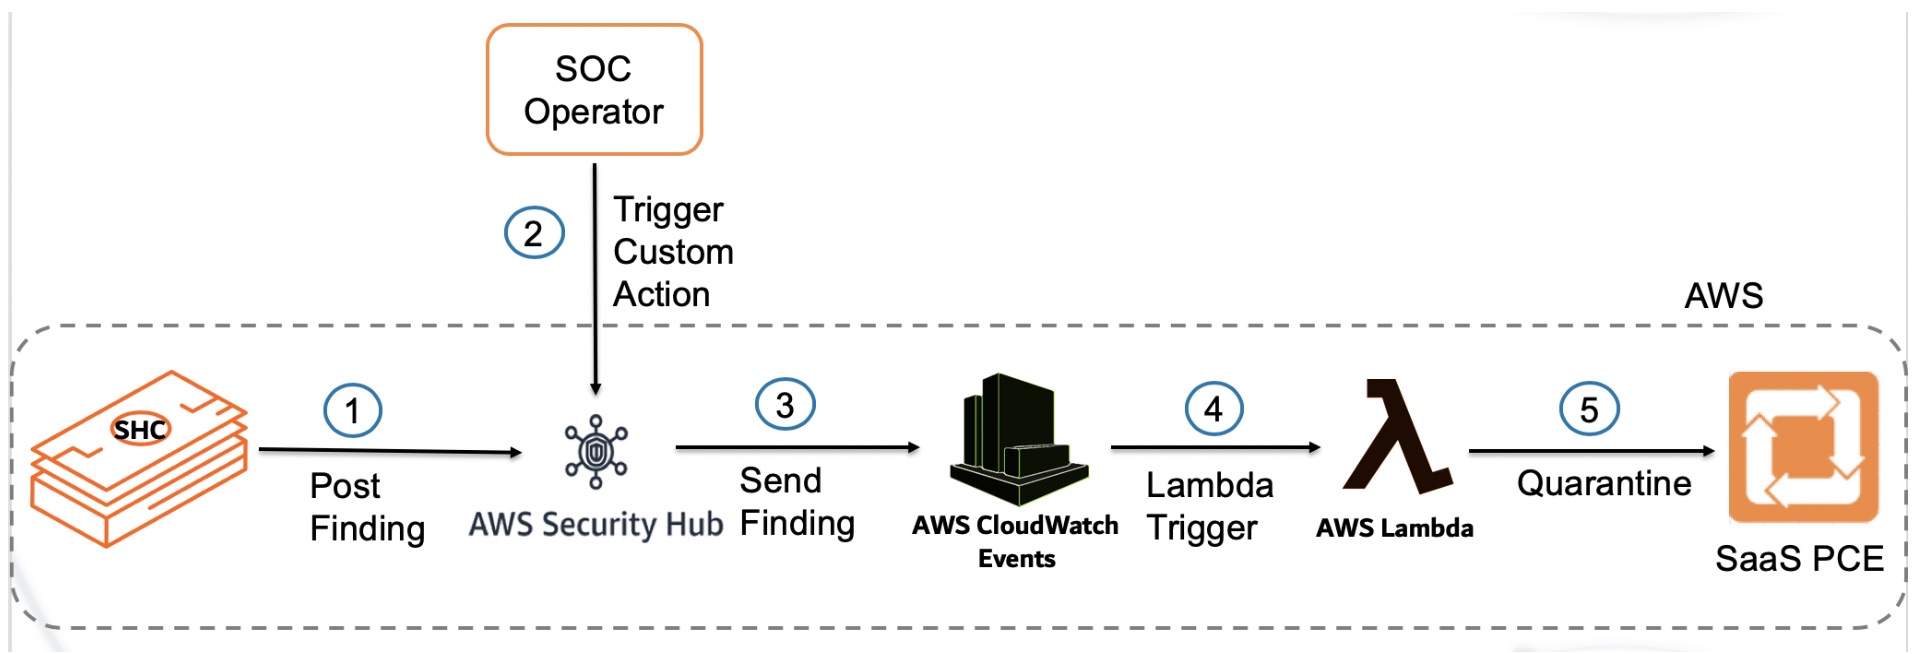 SOC
Operator
2
Trigger
Custom
Action
AWS
SHC
1
Post
Finding
AWS Security Hub
3
Send
Finding
AWS CloudWatch
Events
4
Lambda
Trigger
AWS Lambda
5
Quarantine
SaaS PCE